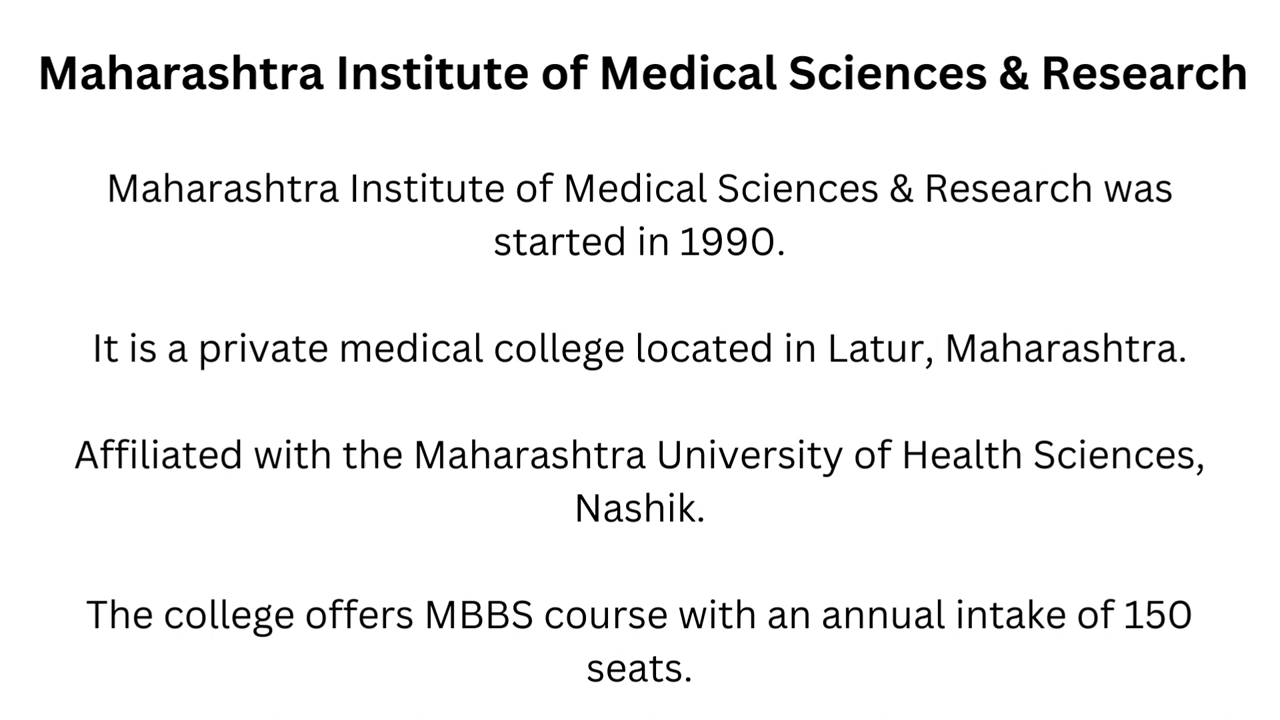 Maharashtra Institute of Medical Sciences & Research
Maharashtra Institute of Medical Sciences & Research was
started in 1990.
It is a private medical college located in Latur, Maharashtra.
Affiliated with the Maharashtra University of Health Sciences,
Nashik.
The college offers MBBS course with an annual intake of 150
seats.